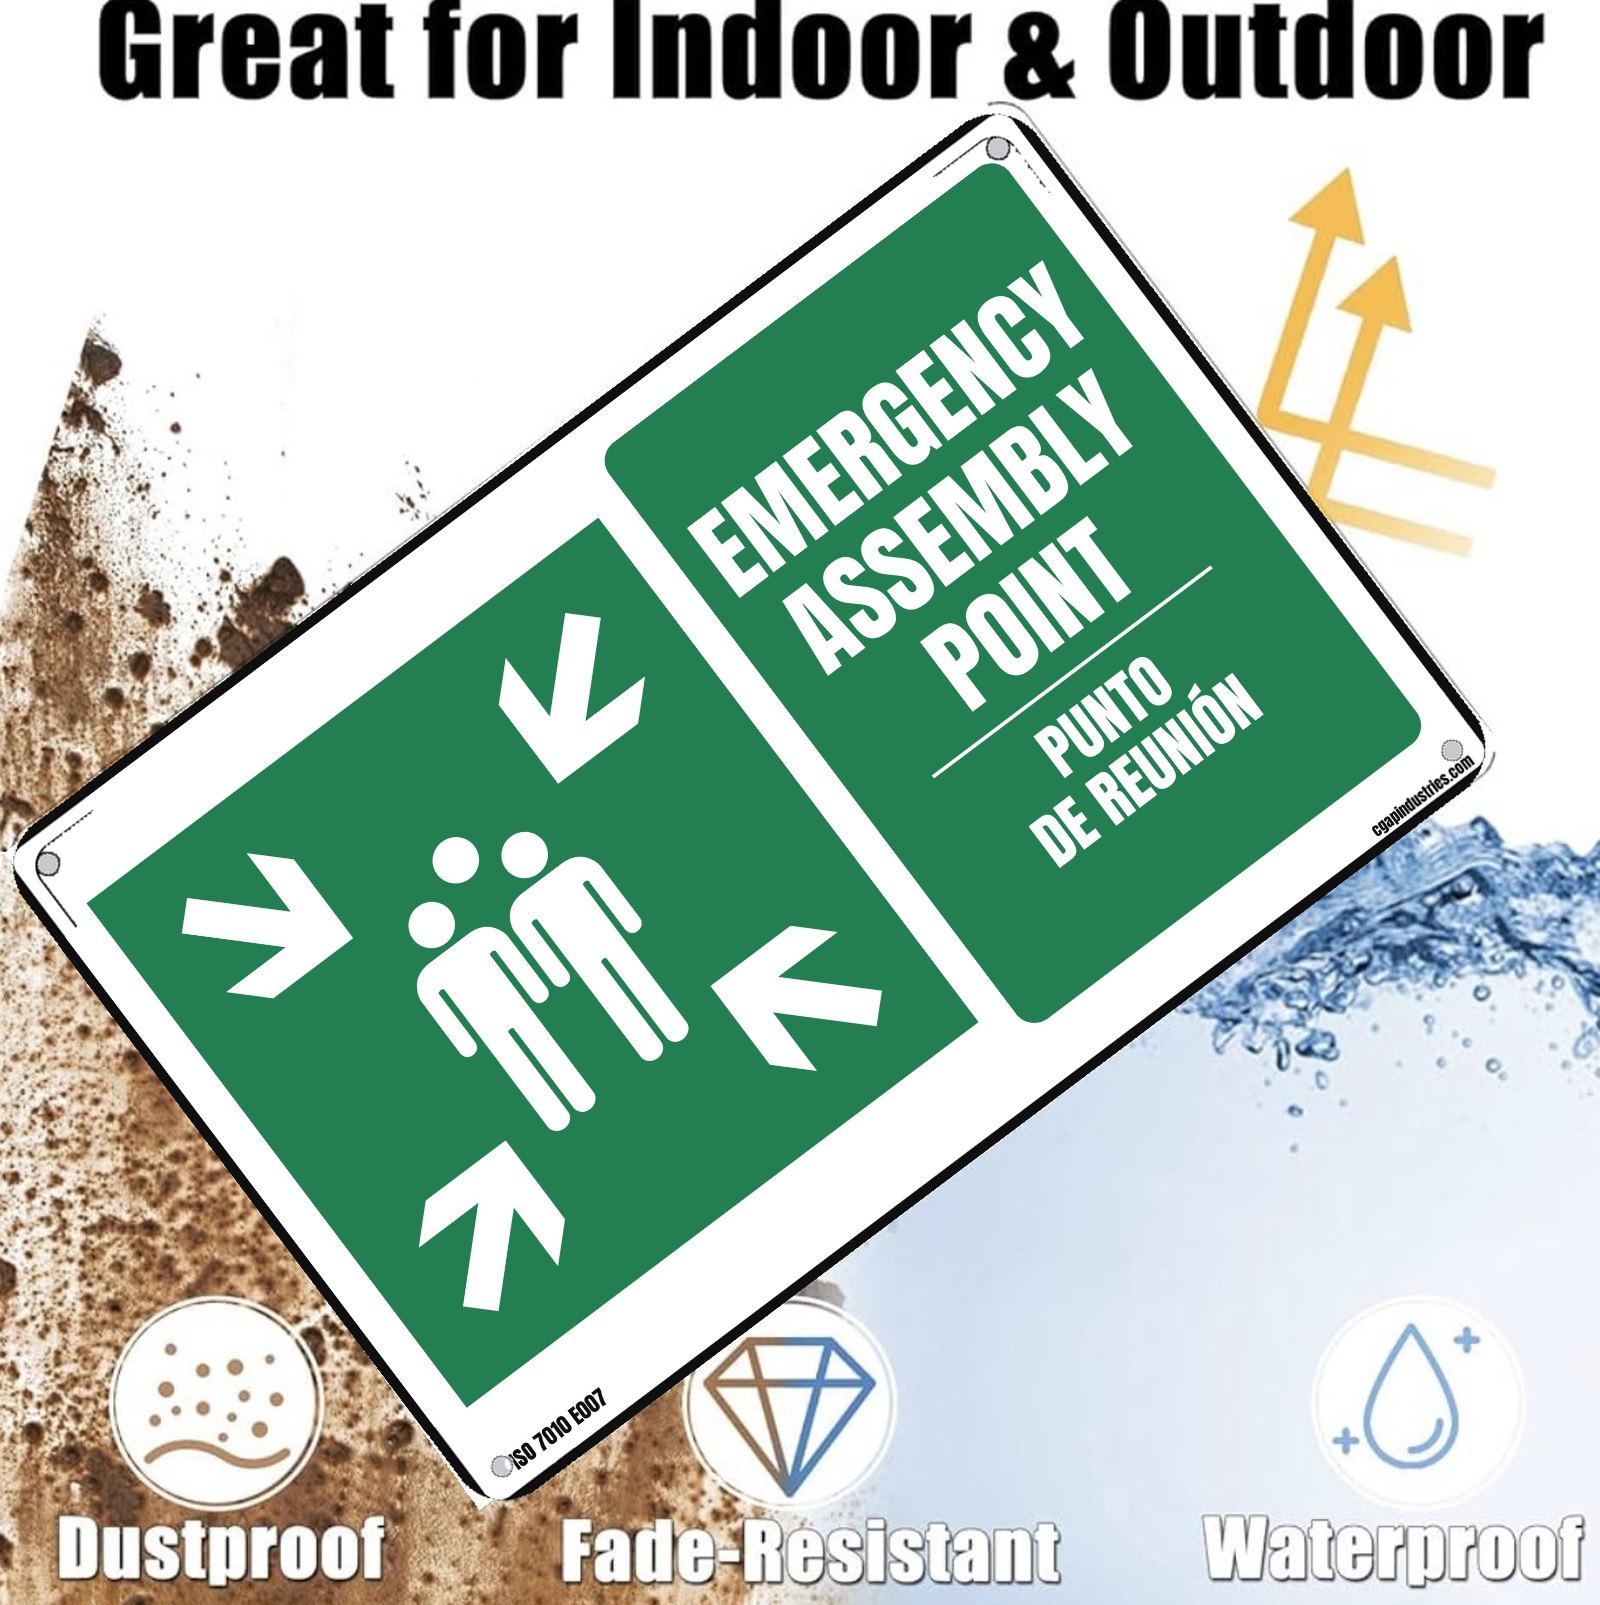 Great for Indoor & Outdoor
EMERGENCY
ASSEMBLY
POINT
PUNTO
DE REUNIÓN
cgapindustries.com
ISO 7010 E007
Dustproof
Fade-Resistant
Waterproof